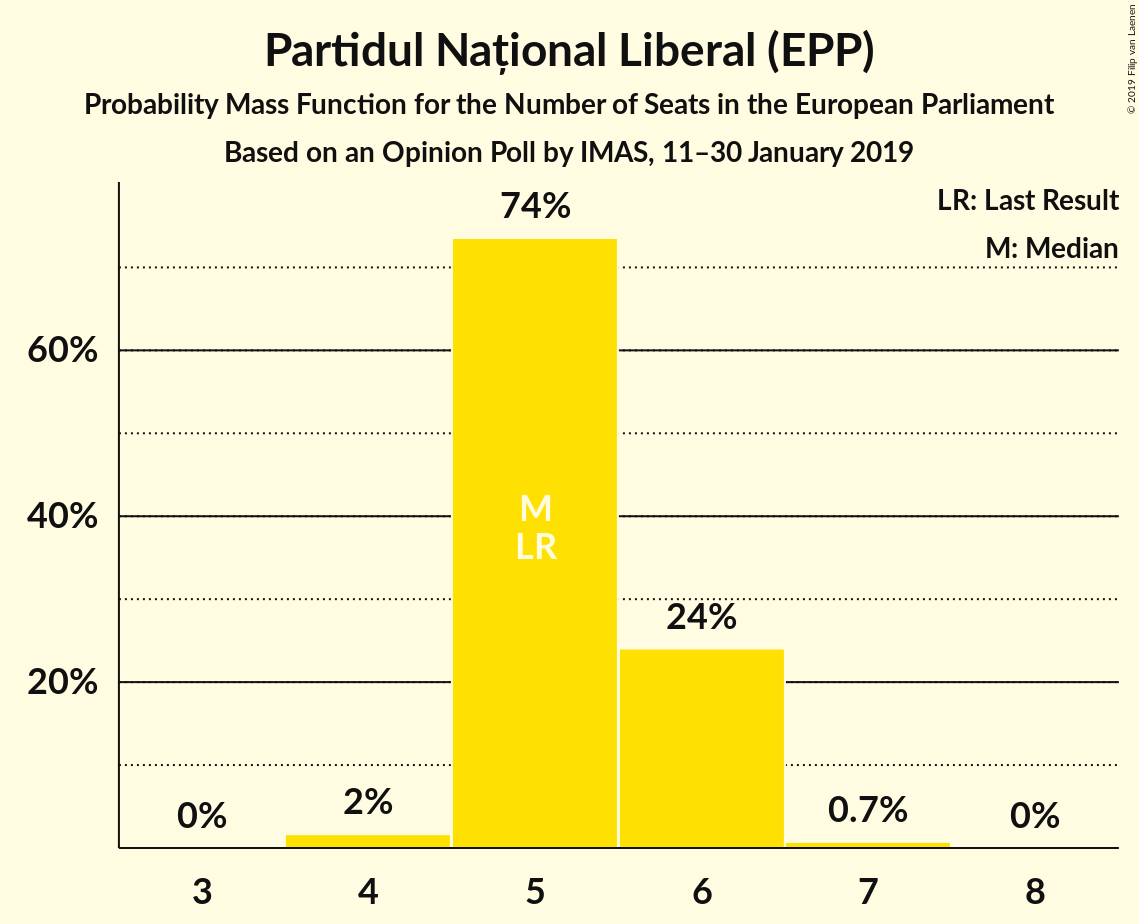 Partidul Național Liberal (EPP)
Probability Mass Function for the Number of Seats in the European Parliament
Based on an Opinion Poll by IMAS, 11–30 January 2019
© 2019 Filip van Laenen
LR: Last Result
M: Median
74%
60%
40%
20%
M
LR
24%
0%
2%
0.7%
0%
3
4
5
6
7
8